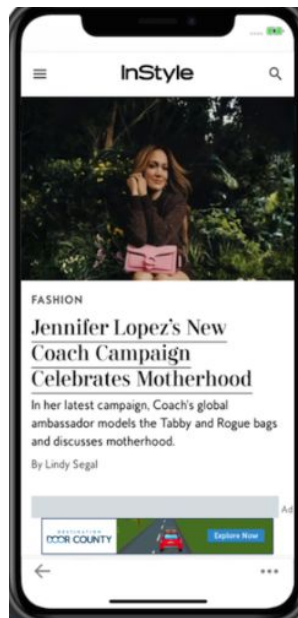 InStyle
FASHION
Jennifer Lopez's New
Coach Campaign
Celebrates Motherhood
In her latest campaign, Coach's global
ambassador models the Tabby and Rogue bags
and discusses motherhood.
By Lindy Segal
Ad
DESTINATION
DOOR COUNTY
Explore Now